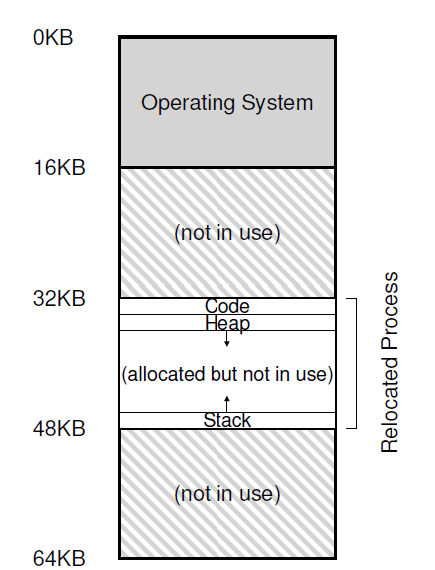 0KB
Operating System
16KB
(not in use)
32KB
Code
Heap
(allocated but not in use)
Relocated Process
Stack
48KB
(not in use)
64KB